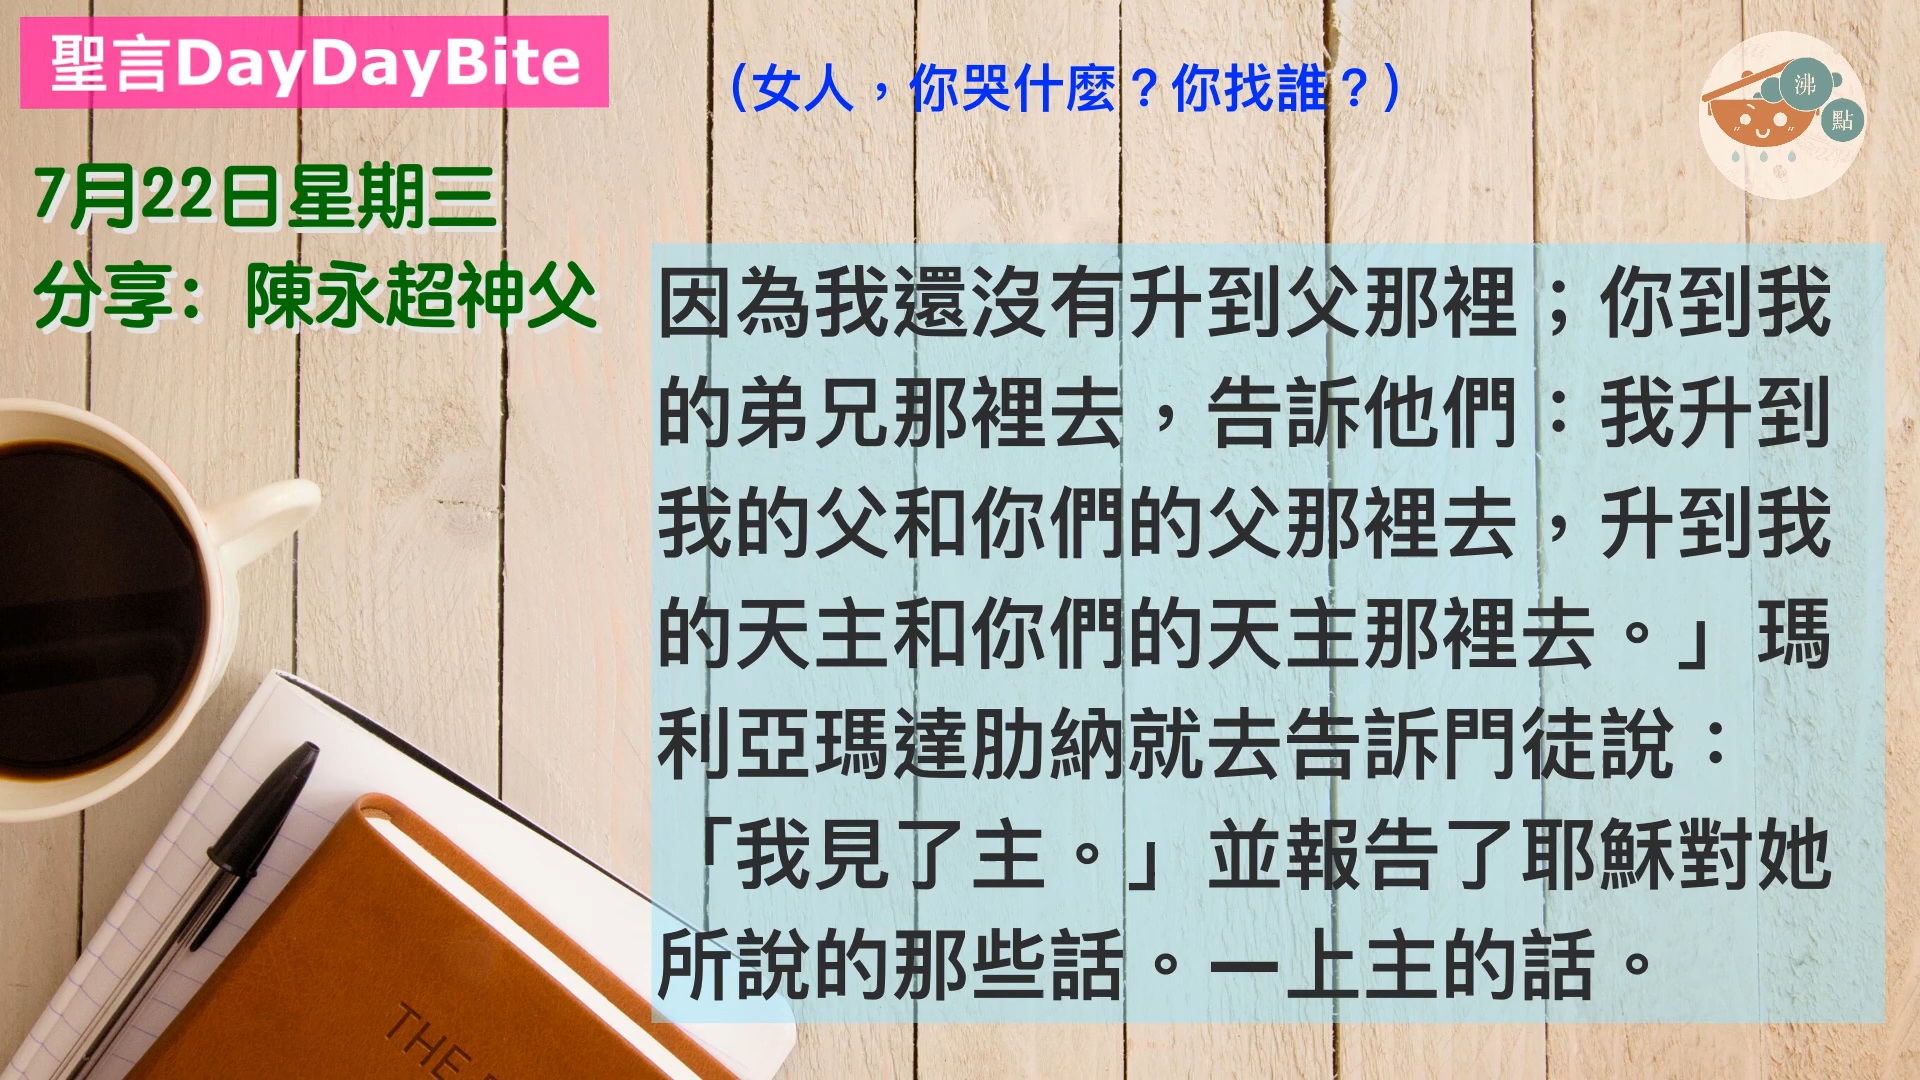 聖言DayDayBite
（女人，你哭什麼？你找誰？）
沸
點
7月22日星期三
分享：陳永超神父
因為我還沒有升到父那裡；你到我
的弟兄那裡去，告訴他們：我升到
我的父和你們的父那裡去，升到我
的天主和你們的天主那裡去。」瑪
利亞瑪達肋納就去告訴門徒說：
「我見了主。」並報告了耶穌對她
所說的那些話。—上主的話。
THE